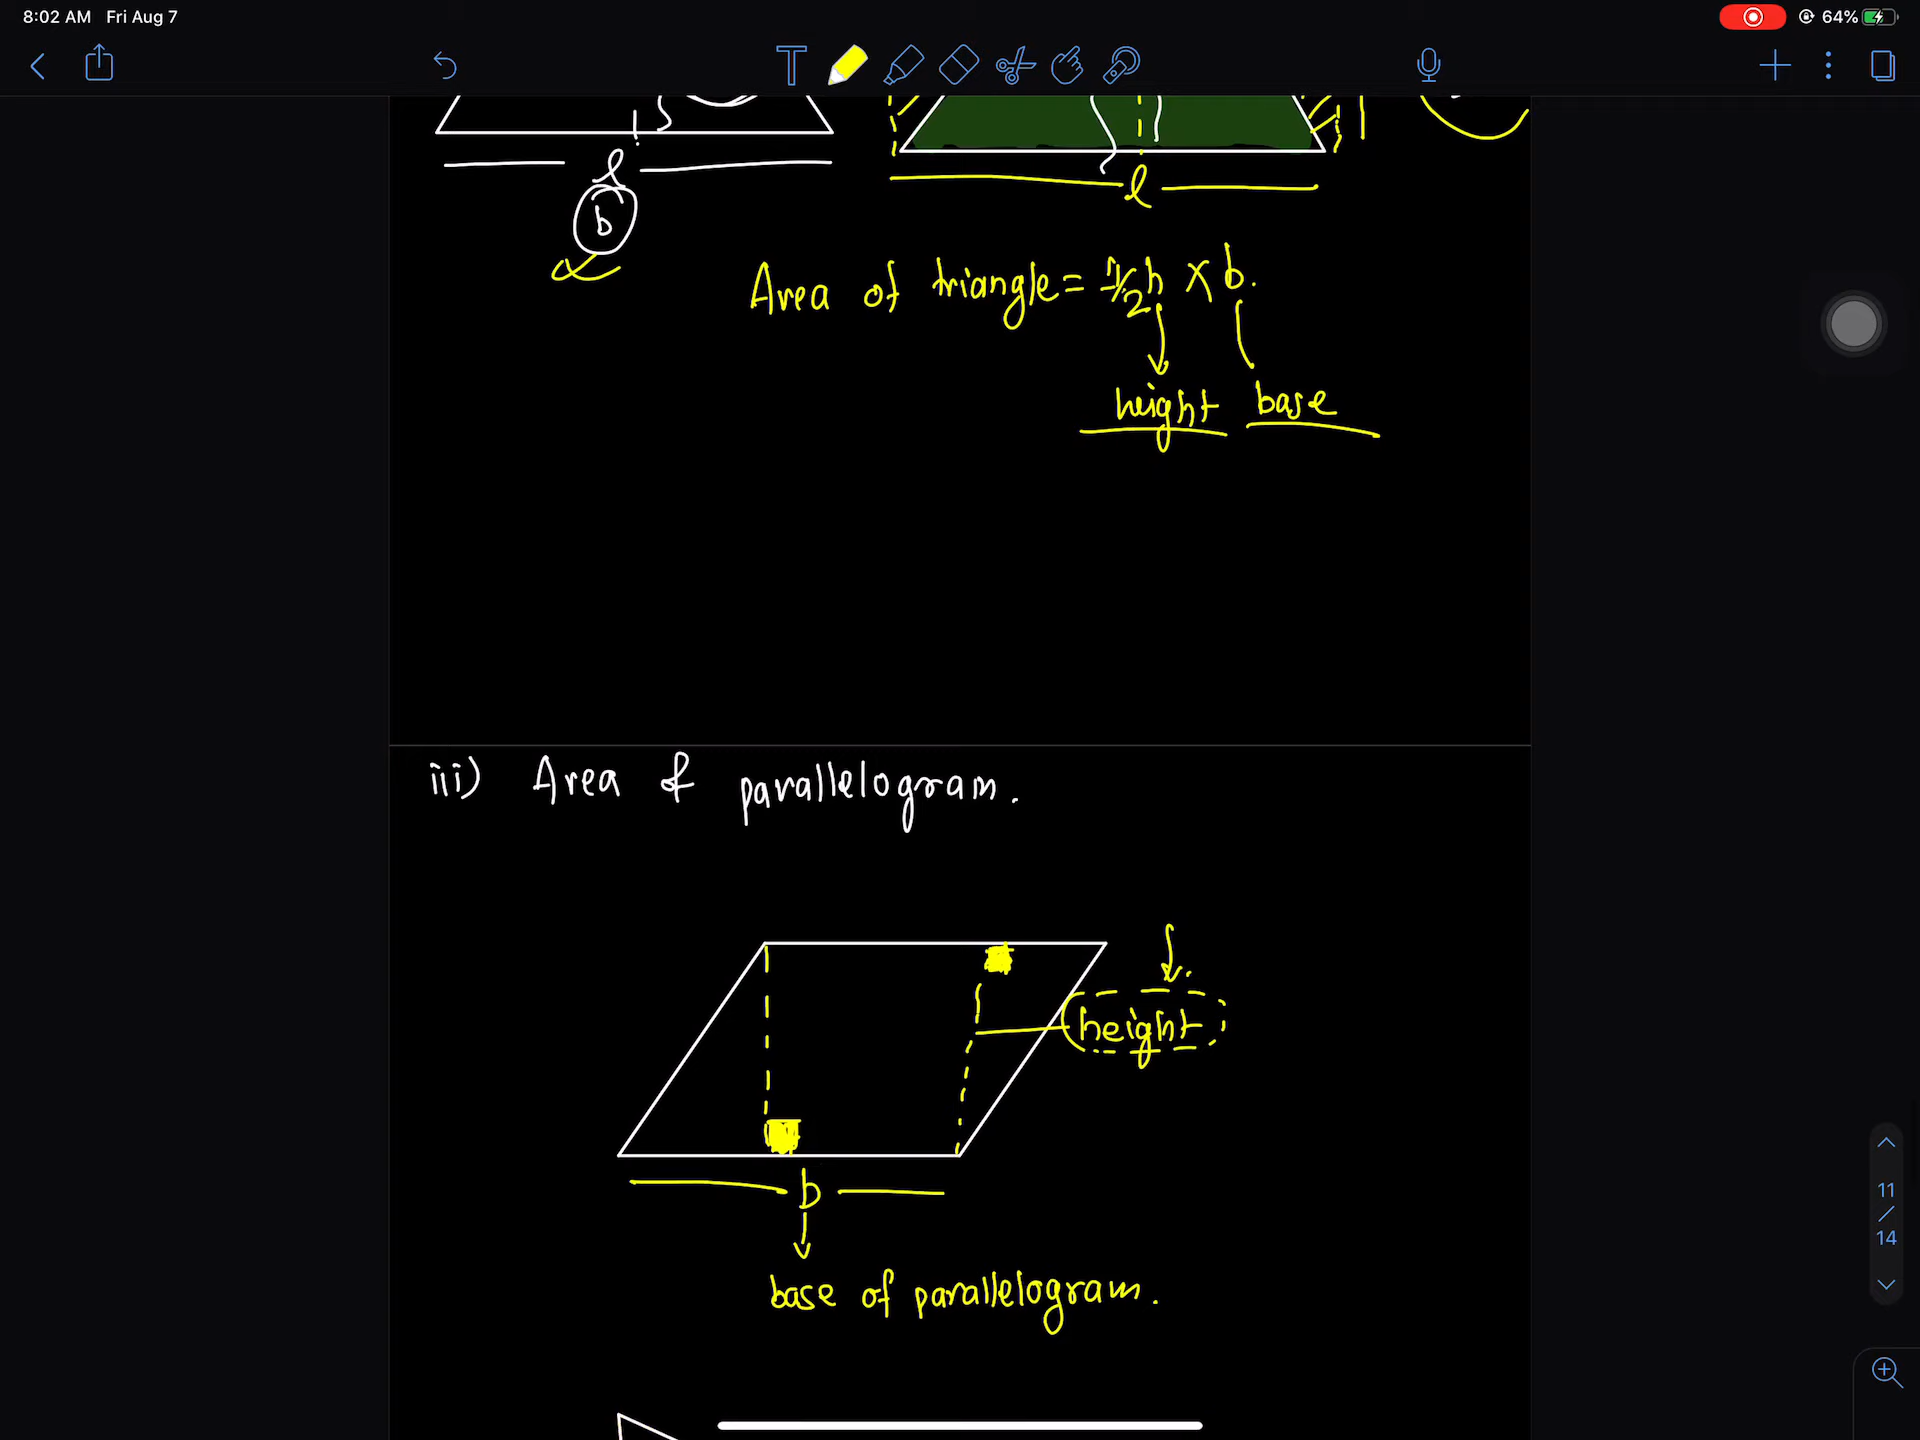 8:02 AM Fri Aug 7
64%
l
b
l
Area of triangle = 1/2 h × b.
height base
iii) Area of parallelogram.
height
b
base of parallelogram.
11
/
14